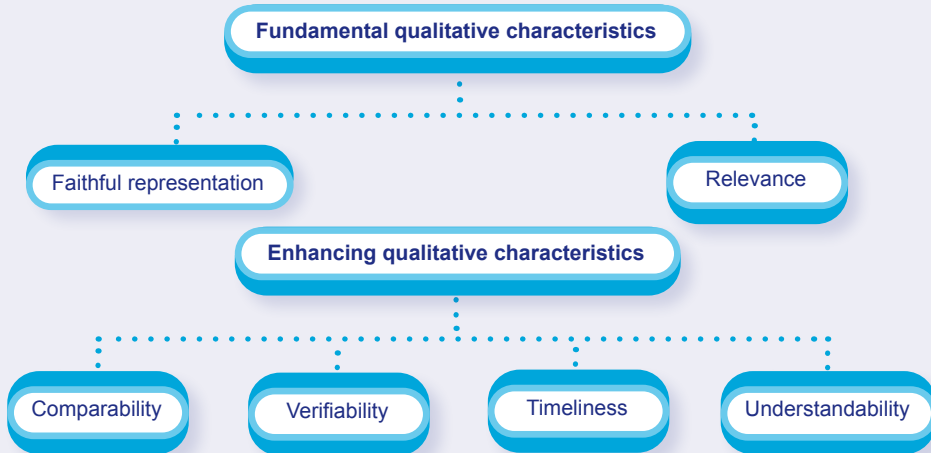 Fundamental qualitative characteristics
Faithful representation
Relevance
Enhancing qualitative characteristics
Comparability
Verifiability
Timeliness
Understandability